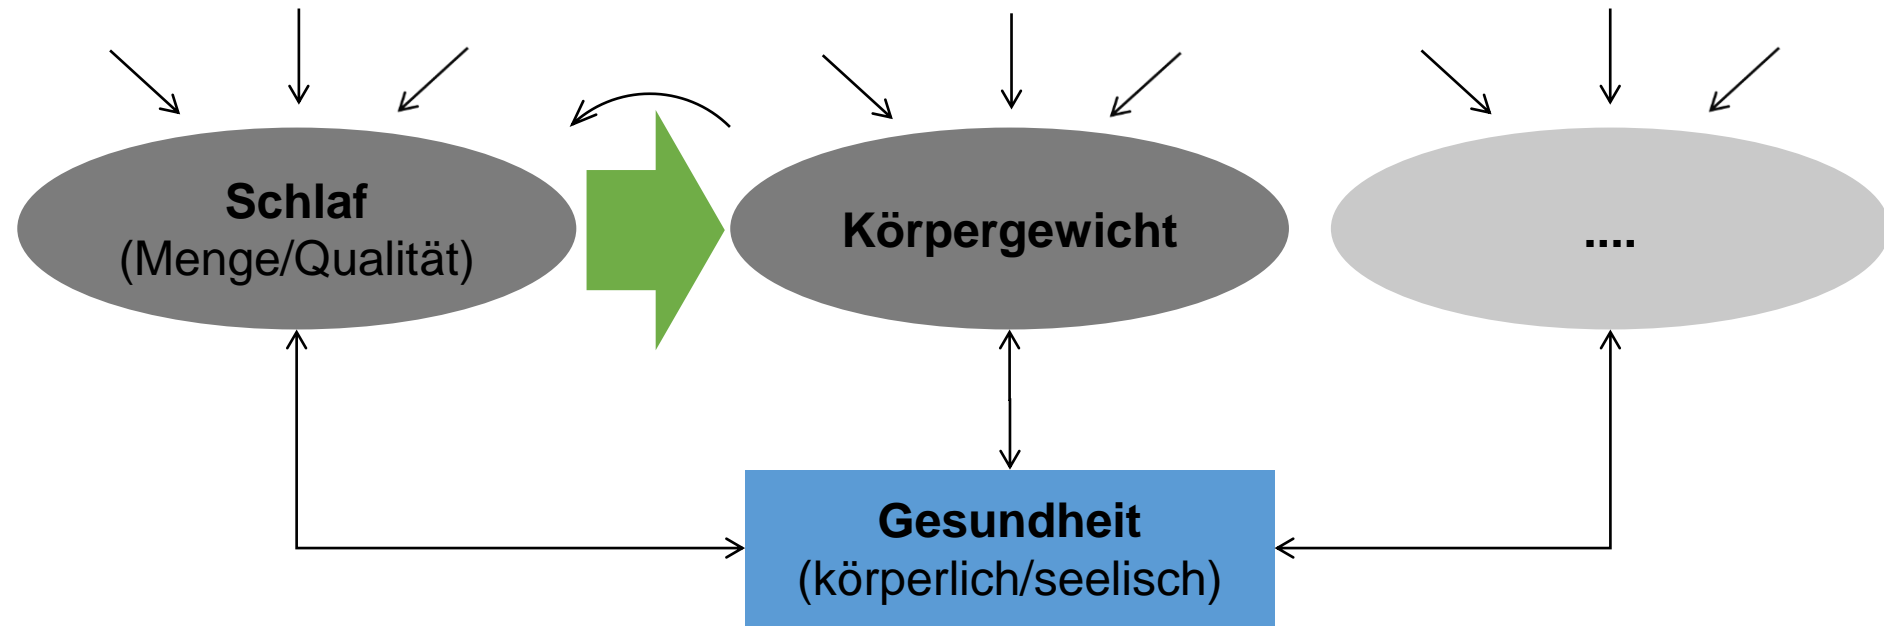 Schlaf
(Menge/Qualität)
Körpergewicht
....
Gesundheit
(körperlich/seelisch)